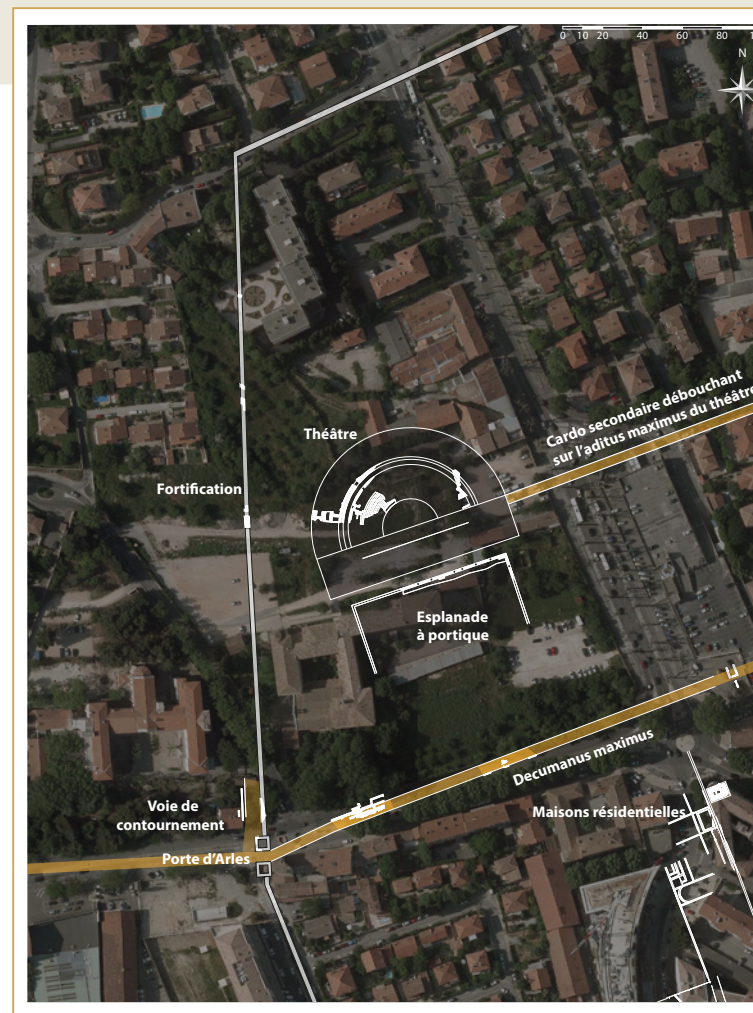 0 10 20 40 60 80
N
Cardo secondaire débouchant
sur l'aditus maximus du théâtre
Théâtre
Fortification
Esplanade
à portique
Decumanus maximus
Voie de
contournement
Maisons résidentielles
Porte d'Arles